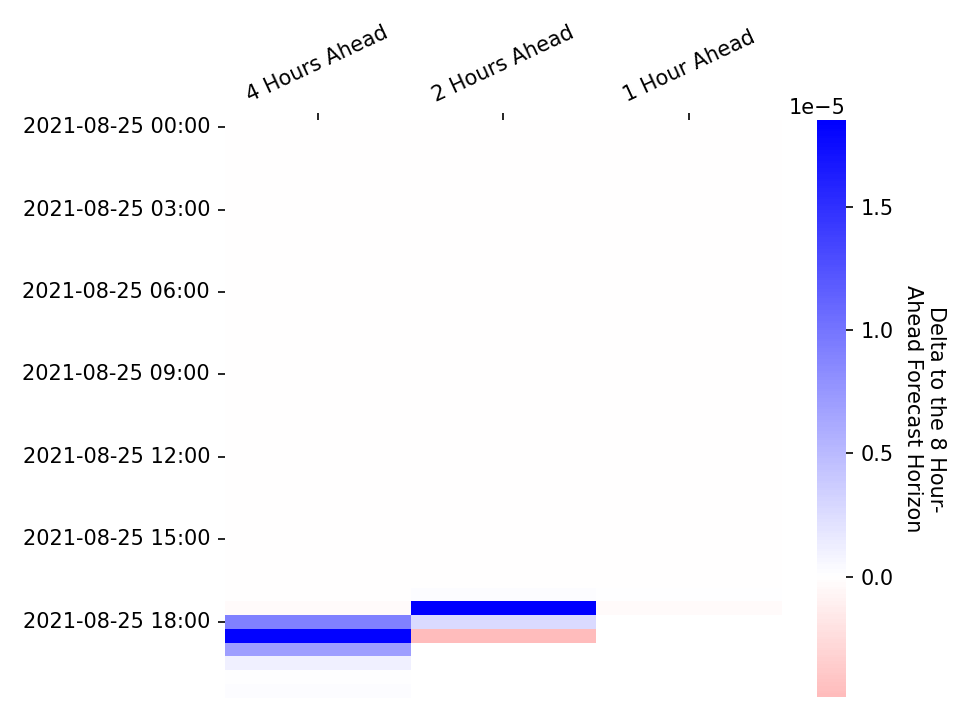 4 Hours Ahead
2 Hours Ahead
1 Hour Ahead
1e−5
2021-08-25 00:00
2021-08-25 03:00
2021-08-25 06:00
2021-08-25 09:00
2021-08-25 12:00
2021-08-25 15:00
2021-08-25 18:00
1.5
1.0
0.5
0.0
Delta to the 8 Hour-
Ahead Forecast Horizon